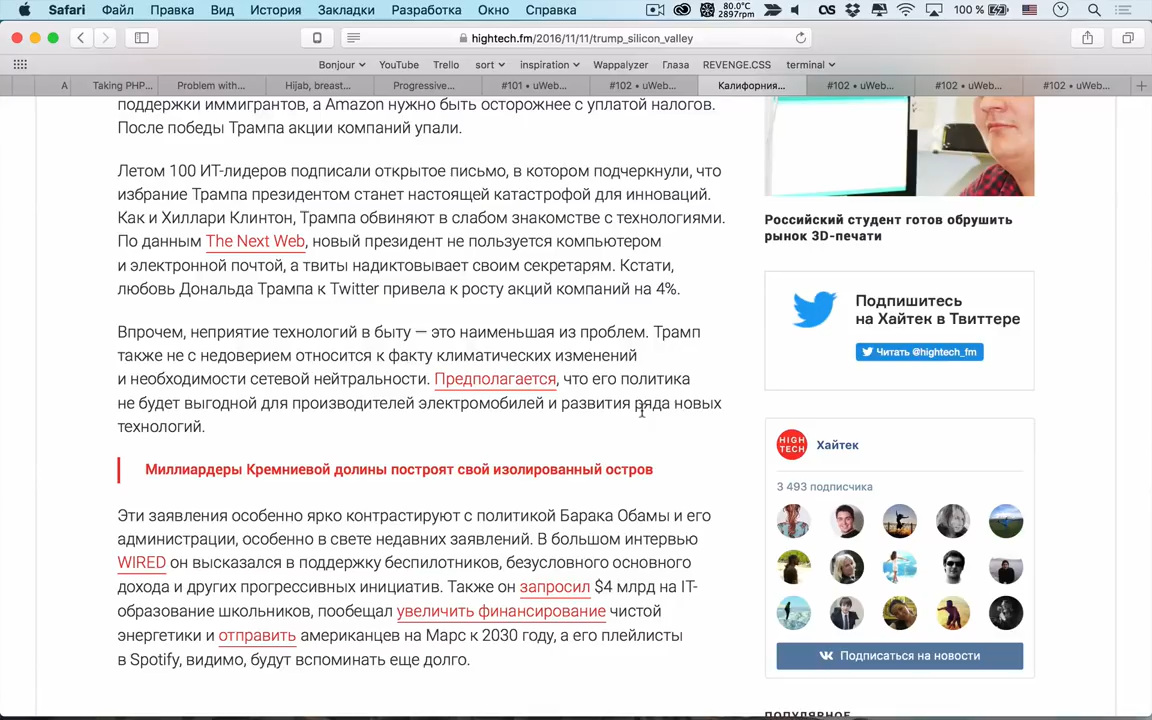 Safari Файл Правка Вид История Закладки Разработка Окно Справка 80.0°C 2897rpm 100 %
hightech.fm/2016/11/11/trump_silicon_valley
Bonjour YouTube Trello sort inspiration Wappalyzer Глаза REVENGE.CSS terminal
A Taking PHP... Problem with... Hijab, breast... Progressive... #101 • uWeb... #102 • uWeb... Калифорния... #102 • uWeb... #102 • uWeb... #102 • uWeb...
поддержки иммигрантов, а Amazon нужно быть осторожнее с уплатой налогов.
После победы Трампа акции компаний упали.
Летом 100 ИТ-лидеров подписали открытое письмо, в котором подчеркнули, что
избрание Трампа президентом станет настоящей катастрофой для инноваций.
Как и Хиллари Клинтон, Трампа обвиняют в слабом знакомстве с технологиями.
По данным The Next Web, новый президент не пользуется компьютером
и электронной почтой, а твиты надиктовывает своим секретарям. Кстати,
любовь Дональда Трампа к Twitter привела к росту акций компаний на 4%.
Впрочем, неприятие технологий в быту — это наименьшая из проблем. Трамп
также не с недоверием относится к факту климатических изменений
и необходимости сетевой нейтральности. Предполагается, что его политика
не будет выгодной для производителей электромобилей и развития ряда новых
технологий.
Миллиардеры Кремниевой долины построят свой изолированный остров
Эти заявления особенно ярко контрастируют с политикой Барака Обамы и его
администрации, особенно в свете недавних заявлений. В большом интервью
WIRED он высказался в поддержку беспилотников, безусловного основного
дохода и других прогрессивных инициатив. Также он запросил $4 млрд на IT-
образование школьников, пообещал увеличить финансирование чистой
энергетики и отправить американцев на Марс к 2030 году, а его плейлисты
в Spotify, видимо, будут вспоминать еще долго.
Российский студент готов обрушить
рынок 3D-печати
Подпишитесь
на Хайтек в Твиттере
Читать @hightech_fm
HIGH
TECH
Хайтек
3 493 подписчика
Подписаться на новости
ПОПУЛЯРНОЕ